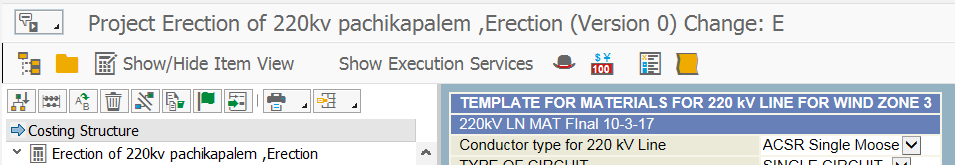 Project Erection of 220kv pachikapalem ,Erection (Version 0) Change: E
Show/Hide Item View Show Execution Services
Costing Structure
Erection of 220kv pachikapalem ,Erection
TEMPLATE FOR MATERIALS FOR 220 kV LINE FOR WIND ZONE 3
220kV LN MAT FInal 10-3-17
Conductor type for 220 kV Line ACSR Single Moose
TYPE OF CIRCUIT SINGLE CIRCUIT